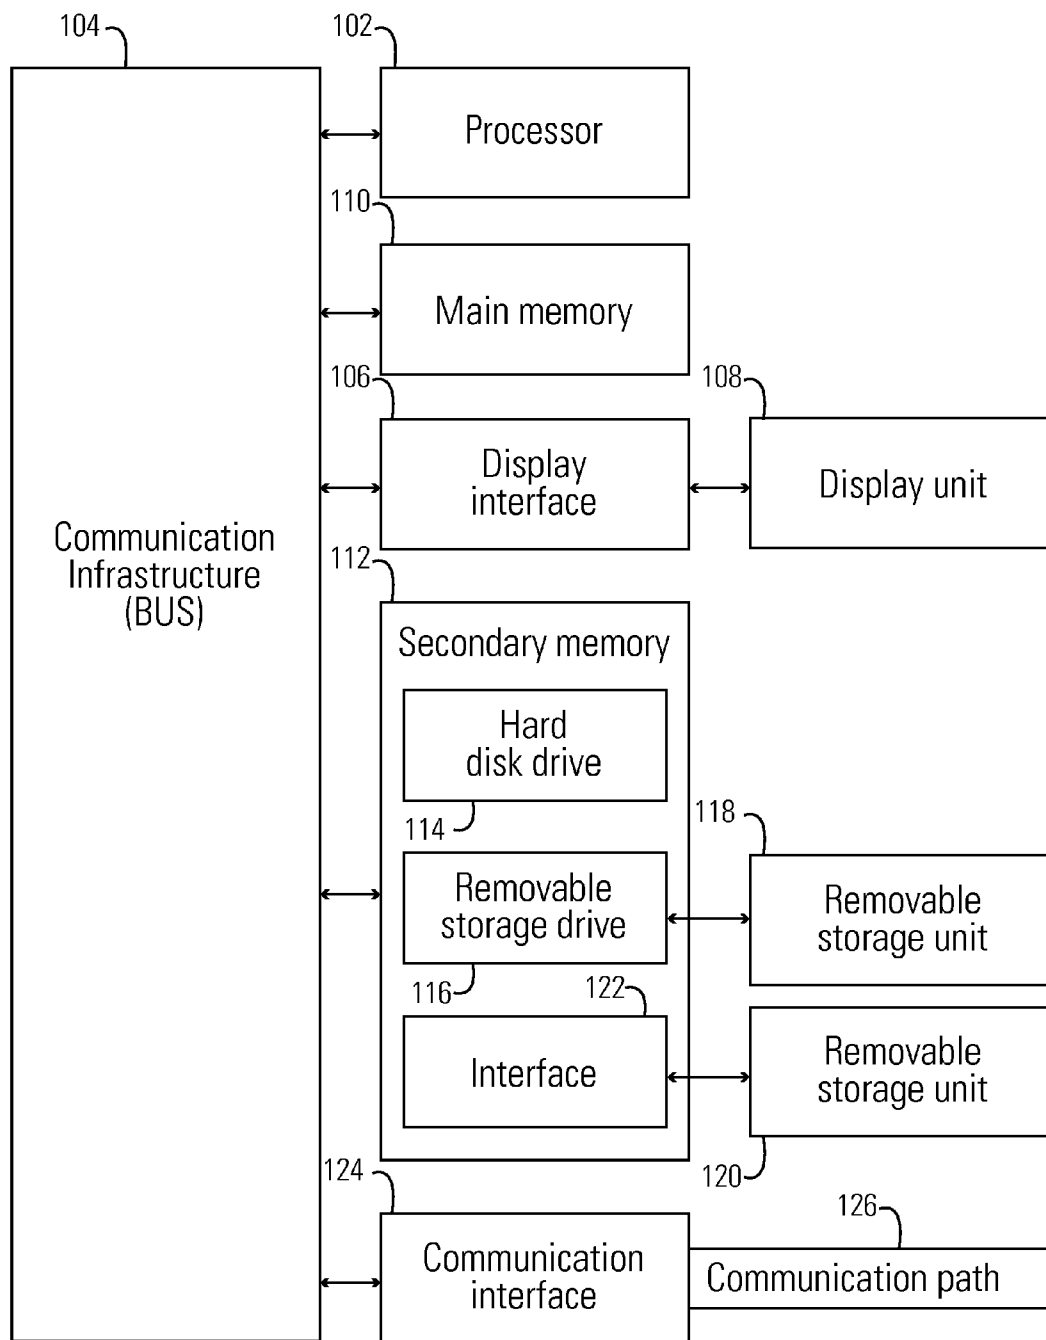 104
102
Processor
110
Main memory
106
108
Display
interface
Display unit
Communication
Infrastructure
(BUS)
112
Secondary memory
Hard
disk drive
114
118
Removable
storage drive
Removable
storage unit
116
122
Interface
Removable
storage unit
120
124
126
Communication
interface
Communication path